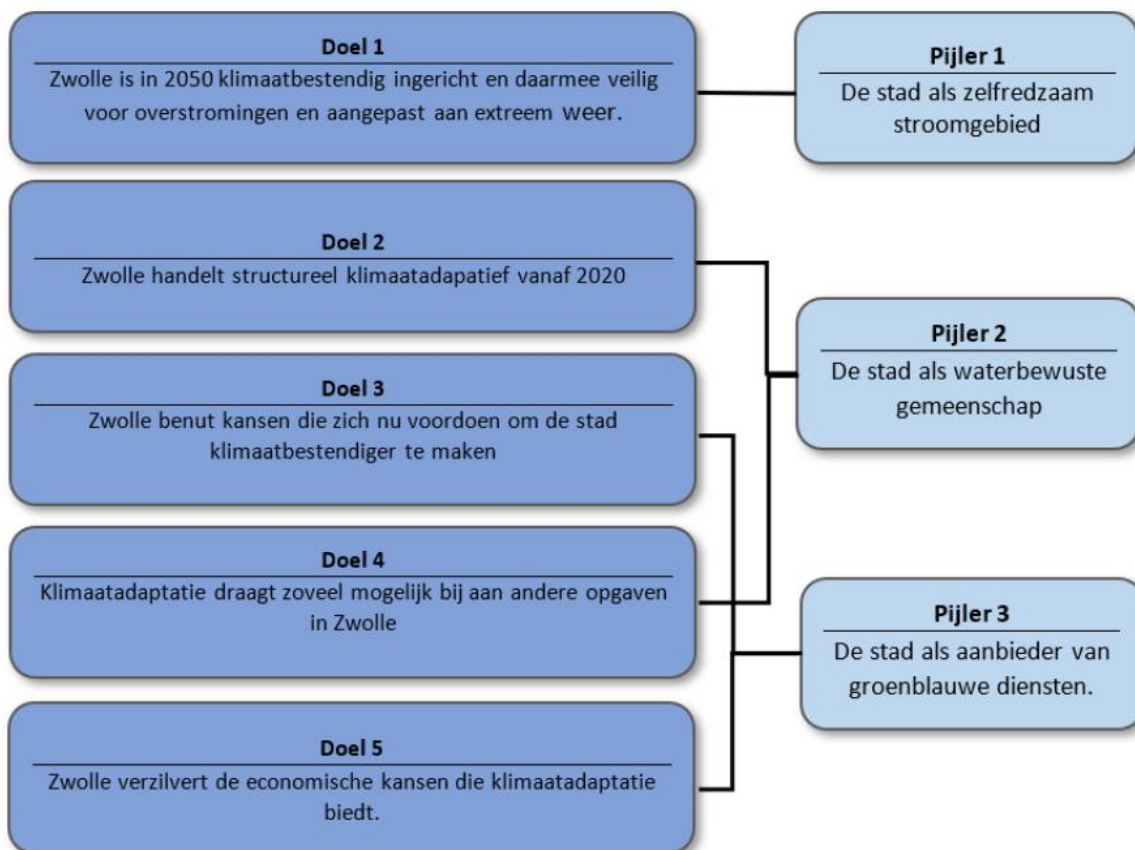 Doel 1
Zwolle is in 2050 klimaatbestendig ingericht en daarmee veilig
voor overstromingen en aangepast aan extreem weer.
Pijler 1
De stad als zelfredzaam
stroomgebied
Doel 2
Zwolle handelt structureel klimaatadapatief vanaf 2020
Pijler 2
De stad als waterbewuste
gemeenschap
Doel 3
Zwolle benut kansen die zich nu voordoen om de stad
klimaatbestendiger te maken
Doel 4
Klimaatadaptatie draagt zoveel mogelijk bij aan andere opgaven
in Zwolle
Pijler 3
De stad als aanbieder van
groenblauwe diensten.
Doel 5
Zwolle verzilvert de economische kansen die klimaatadaptatie
biedt.